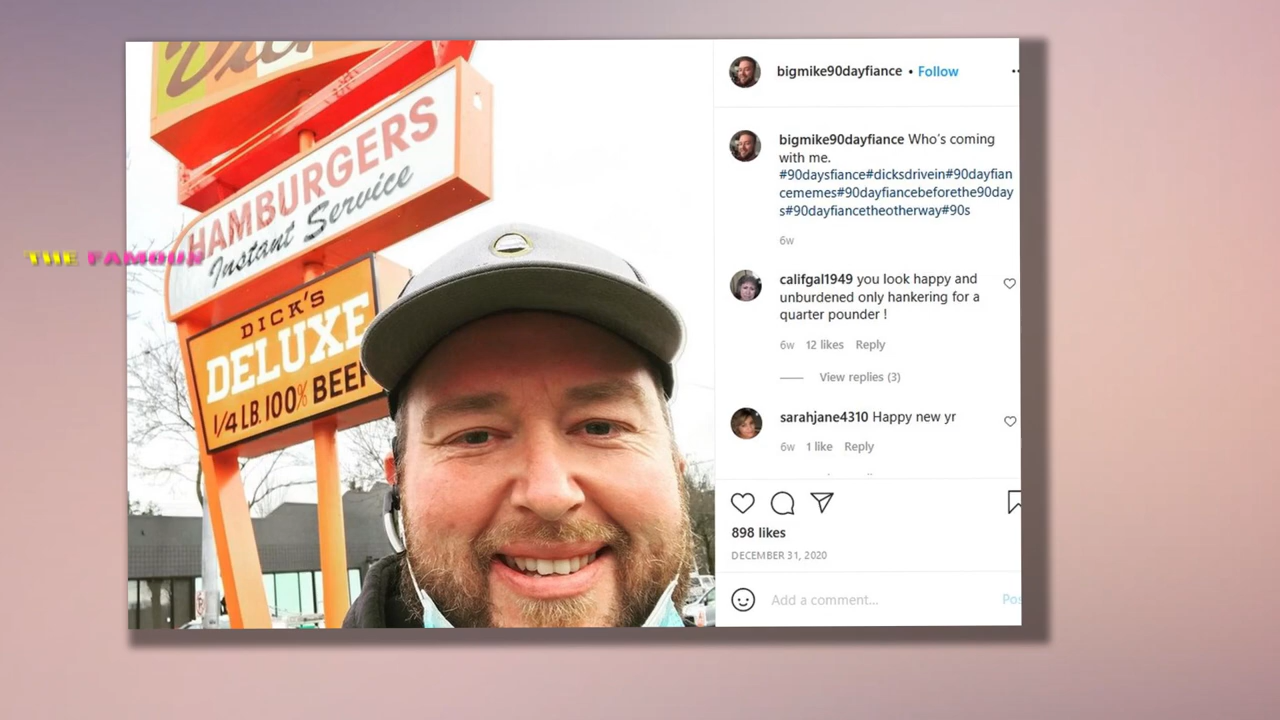 HAMBURGERS
Instant Service
DICK'S
DELUXE
1/4 LB. 100% BEEF
THE FAMOUS
bigmike90dayfiance • Follow
bigmike90dayfiance Who's coming
with me.
#90daysfiance#dicksdrivein#90dayfian
cememes#90dayfiancebeforethe90day
s#90dayfiancetheotherway#90s
6w
califgal1949 you look happy and
unburdened only hankering for a
quarter pounder !
6w 12 likes Reply
View replies (3)
sarahjane4310 Happy new yr
6w 1 like Reply
898 likes
DECEMBER 31, 2020
Add a comment... Pos